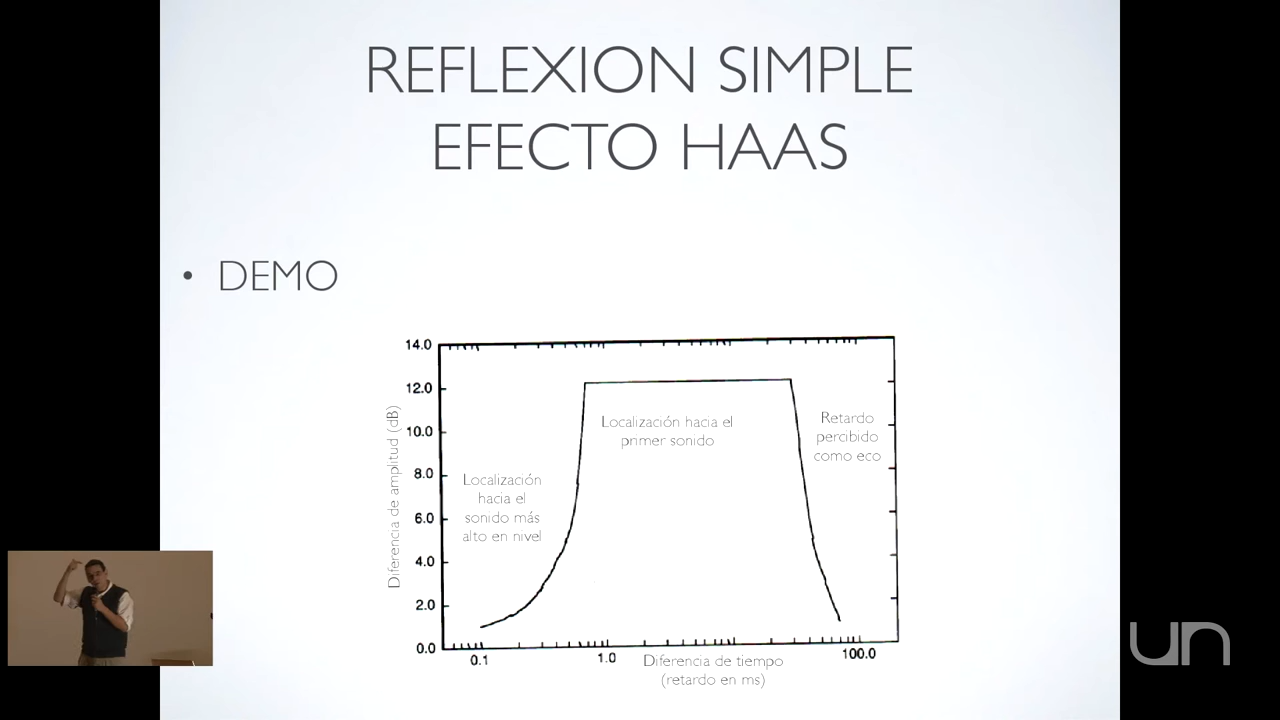 REFLEXION SIMPLE
EFECTO HAAS
• DEMO
14.0
12.0
10.0
8.0
6.0
4.0
2.0
0.0
Diferencia de amplitud (dB)
Localización
hacia el
sonido más
alto en nivel
Localización hacia el
primer sonido
Retardo
percibido
como eco
0.1
1.0
100.0
Diferencia de tiempo
(retardo en ms)
un